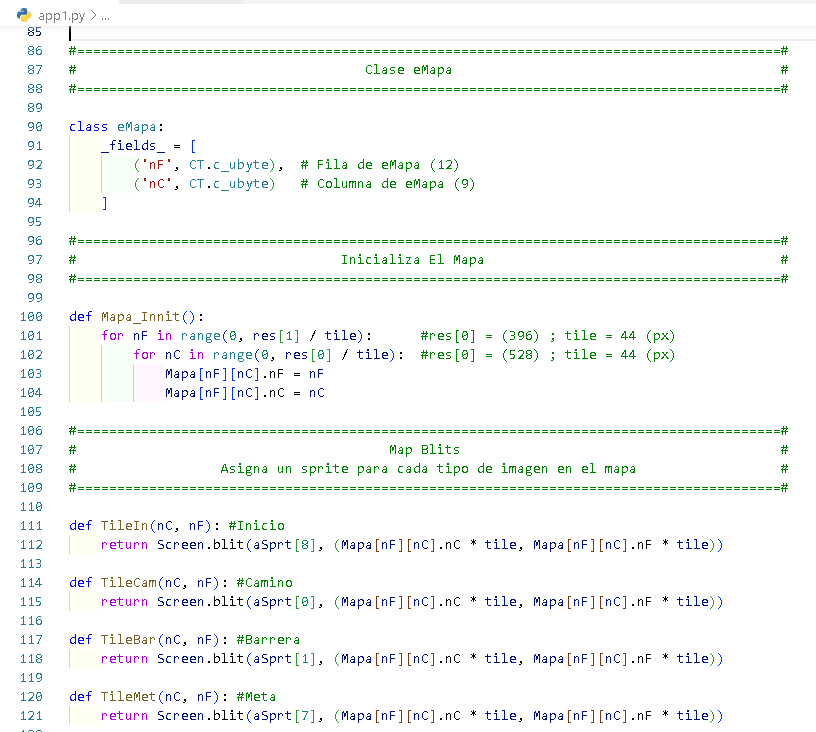 app1.py > ...
85
86 #========================================================================================#
87 # Clase eMapa #
88 #========================================================================================#
89
90 class eMapa:
91 _fields_ = [
92 ('nF', CT.c_ubyte), # Fila de eMapa (12)
93 ('nC', CT.c_ubyte) # Columna de eMapa (9)
94 ]
95
96 #========================================================================================#
97 # Inicializa El Mapa #
98 #========================================================================================#
99
100 def Mapa_Innit():
101 for nF in range(0, res[1] / tile): #res[0] = (396) ; tile = 44 (px)
102 for nC in range(0, res[0] / tile): #res[0] = (528) ; tile = 44 (px)
103 Mapa[nF][nC].nF = nF
104 Mapa[nF][nC].nC = nC
105
106 #========================================================================================#
107 # Map Blits #
108 # Asigna un sprite para cada tipo de imagen en el mapa #
109 #========================================================================================#
110
111 def TileIn(nC, nF): #Inicio
112 return Screen.blit(aSprt[8], (Mapa[nF][nC].nC * tile, Mapa[nF][nC].nF * tile))
113
114 def TileCam(nC, nF): #Camino
115 return Screen.blit(aSprt[0], (Mapa[nF][nC].nC * tile, Mapa[nF][nC].nF * tile))
116
117 def TileBar(nC, nF): #Barrera
118 return Screen.blit(aSprt[1], (Mapa[nF][nC].nC * tile, Mapa[nF][nC].nF * tile))
119
120 def TileMet(nC, nF): #Meta
121 return Screen.blit(aSprt[7], (Mapa[nF][nC].nC * tile, Mapa[nF][nC].nF * tile))